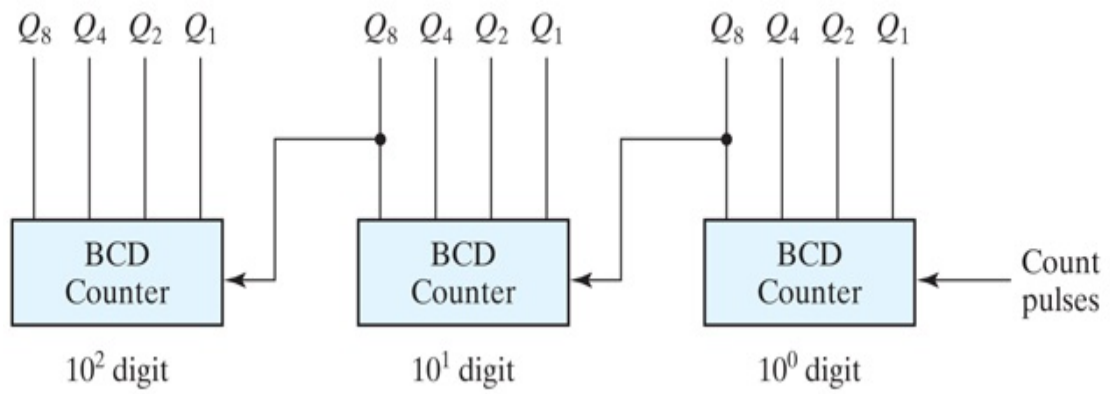 Q₈ Q₄ Q₂ Q₁ Q₈ Q₄ Q₂ Q₁ Q₈ Q₄ Q₂ Q₁
BCD
Counter
BCD
Counter
BCD
Counter
Count
pulses
10² digit
10¹ digit
10⁰ digit